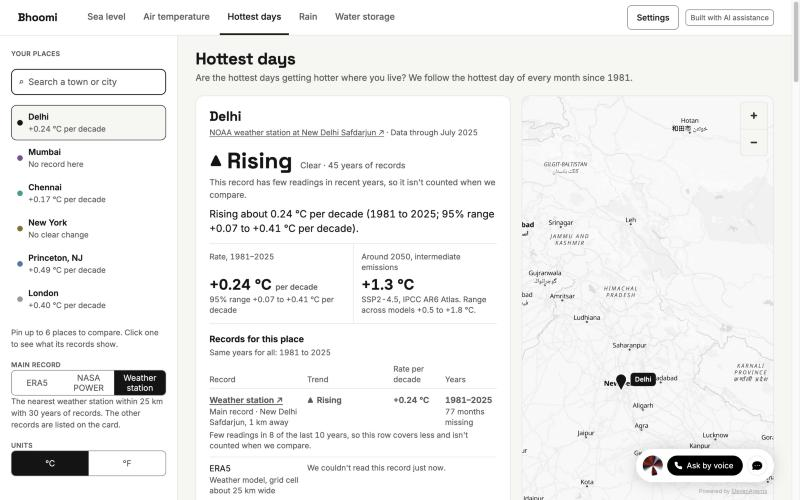 Bhoomi
Sea level
Air temperature
Hottest days
Rain
Water storage
Settings
Built with AI assistance
YOUR PLACES
Search a town or city
Delhi
+0.24 °C per decade
Mumbai
No record here
Chennai
+0.17 °C per decade
New York
No clear change
Princeton, NJ
+0.49 °C per decade
London
+0.40 °C per decade
Pin up to 6 places to compare. Click one
to see what its records show.
MAIN RECORD
ERA5
NASA
POWER
Weather
station
The nearest weather station within 25 km
with 30 years of records. The other
records are listed on the card.
UNITS
°C
°F
Hottest days
Are the hottest days getting hotter where you live? We follow the hottest day of every month since 1981.
Delhi
NOAA weather station at New Delhi Safdarjun ↗ · Data through July 2025
▲ Rising Clear · 45 years of records
This record has few readings in recent years, so it isn't counted when we
compare.
Rising about 0.24 °C per decade (1981 to 2025; 95% range
+0.07 to +0.41 °C per decade).
Rate, 1981–2025
+0.24 °C per decade
95% range +0.07 to +0.41 °C per
decade
Around 2050, intermediate
emissions
+1.3 °C
SSP2-4.5, IPCC AR6 Atlas. Range
across models +0.5 to +1.8 °C.
Records for this place
Same years for all: 1981 to 2025
Record
Trend
Rate per
decade
Years
Weather station ↗
Main record · New Delhi
Safdarjun, 1 km away
▲ Rising
+0.24 °C
1981–2025
77 months
missing
Few readings in 8 of the last 10 years, so this row covers less and isn't
counted when we compare.
ERA5
Weather model, grid cell
about 25 km wide
We couldn't read this record just now.
+
−
Hotan
和田市
GILGIT-BALTISTAN
Srinagar
Leh
JAMMU AND
KASHMIR
bad
Gujranwala
گوجرانوالہ
bad
Amritsar
HIMACHAL
PRADESH
Ludhiana
Saharanpur
KARNALI
PROVINCE
Delhi
adabad
Aligarh
Jaipur
Agra
Lucknow
Kanpur
Kota
Ask by voice
Powered by ElevenAgents